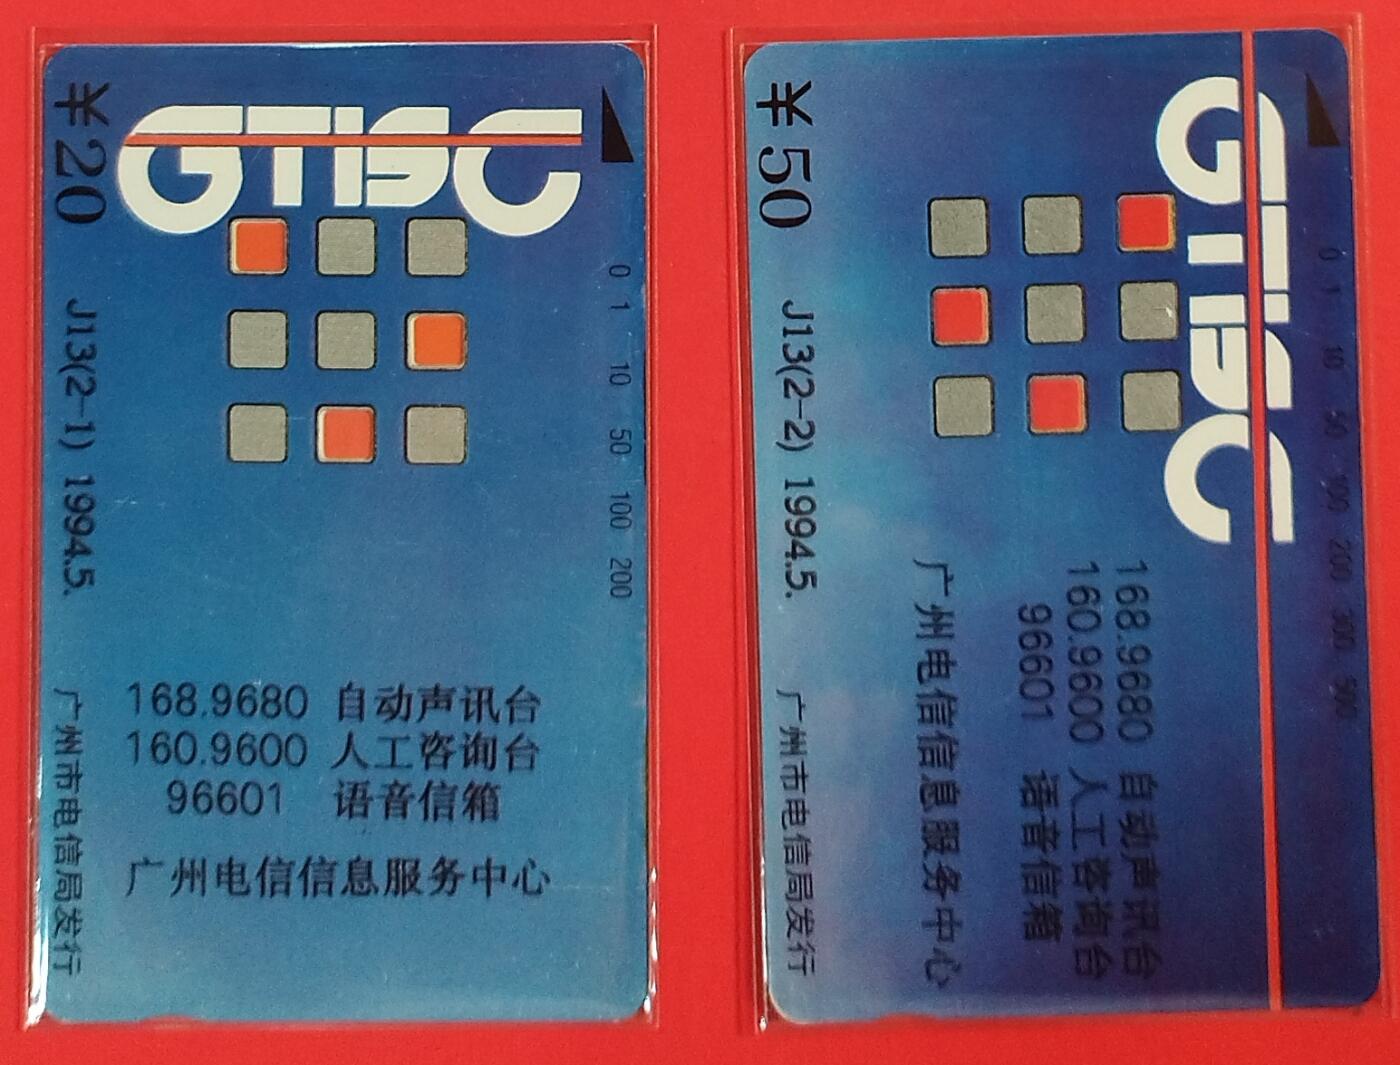 ¥20
J13(2-1) 1994.5.
广州市电信局发行
GTISC
0 1 10 50 100 200
168.9680 自动声讯台
160.9600 人工咨询台
96601 语音信箱
广州电信信息服务中心
¥50
J13(2-2) 1994.5.
广州市电信局发行
GTISC
0 1 10 50 100 200 300 500
168.9680 自动声讯台
160.9600 人工咨询台
96601 语音信箱
广州电信信息服务中心